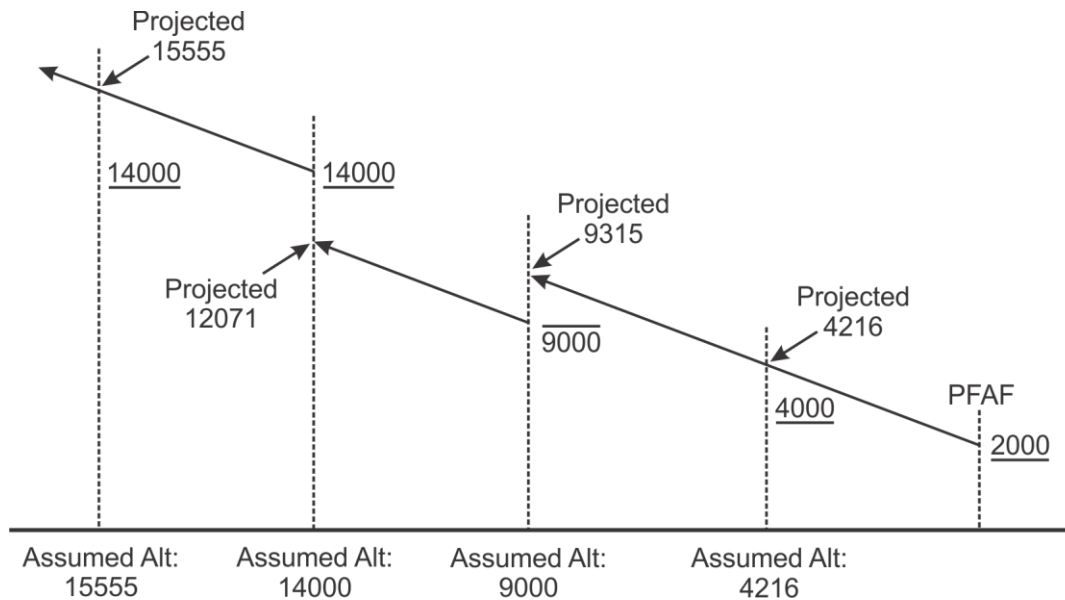 Projected
15555
14000
14000
Projected
9315
Projected
12071
9000
Projected
4216
4000
PFAF
2000
Assumed Alt:
15555
Assumed Alt:
14000
Assumed Alt:
9000
Assumed Alt:
4216